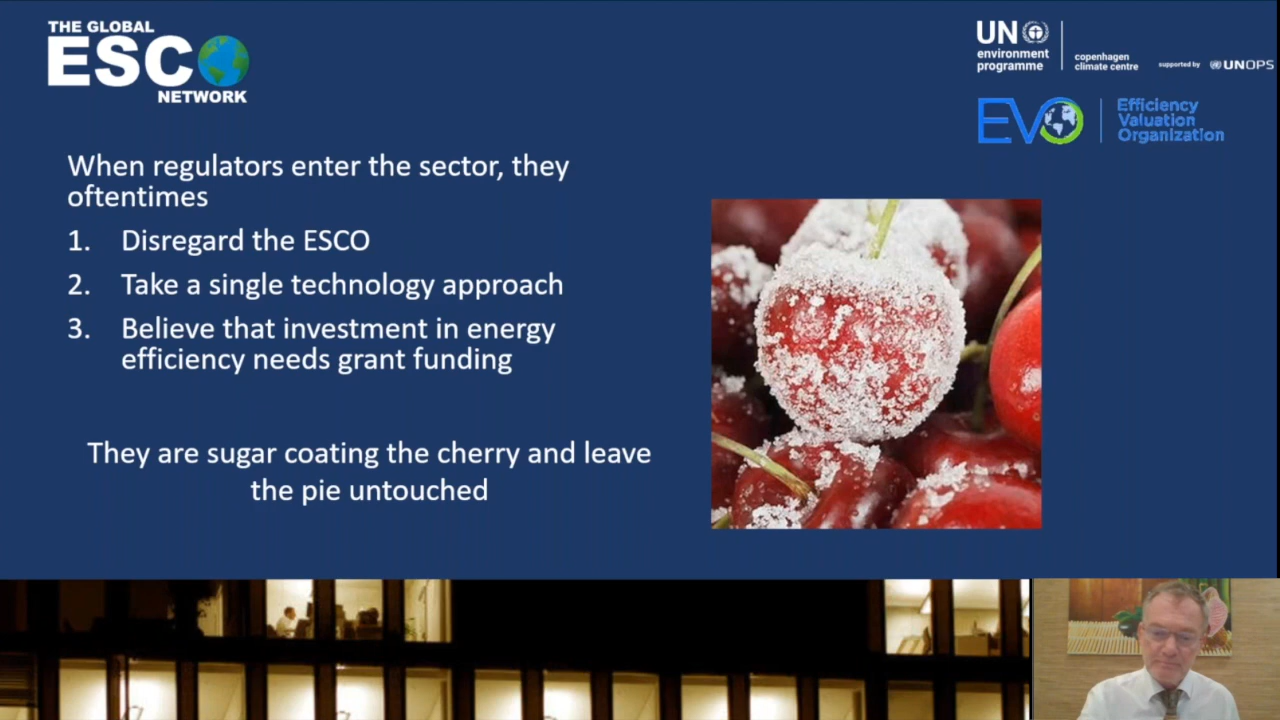 THE GLOBAL
ESCO
NETWORK
UN
environment
programme
copenhagen
climate centre
supported by
UNOPS
EVO
Efficiency
Valuation
Organization
When regulators enter the sector, they
oftentimes
1. Disregard the ESCO
2. Take a single technology approach
3. Believe that investment in energy
efficiency needs grant funding
They are sugar coating the cherry and leave
the pie untouched